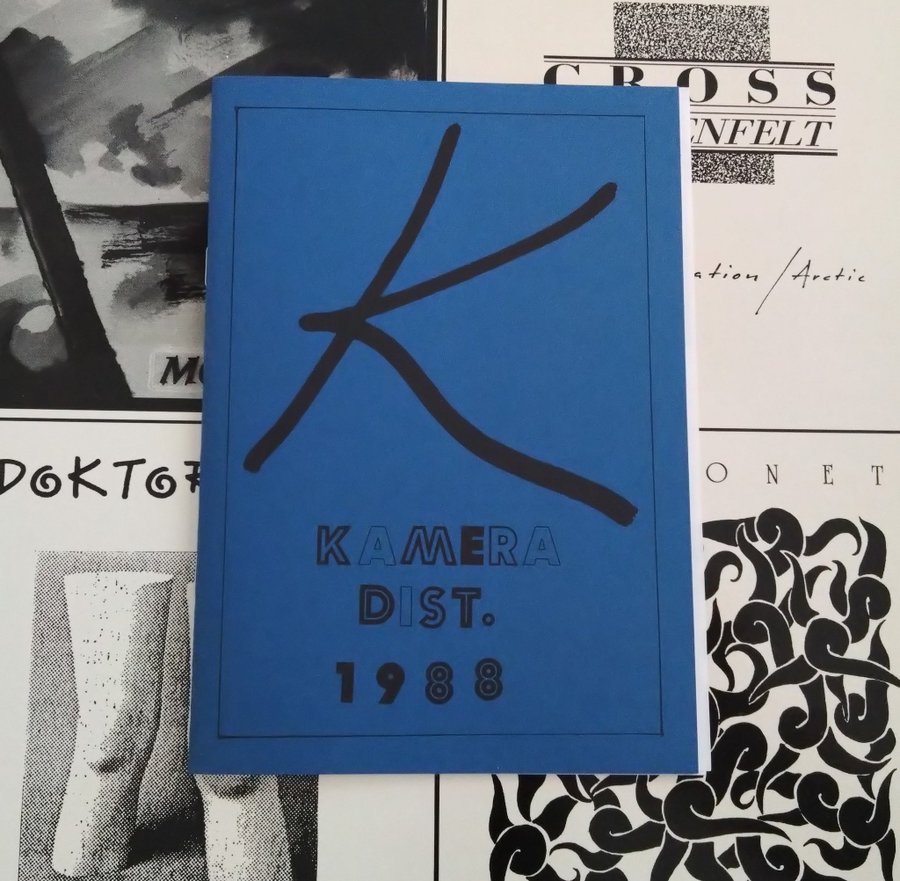 CROSS
ENFELT
ation / Arctic
K
KAMERA
DIST.
1988
DOKTOR
ONET